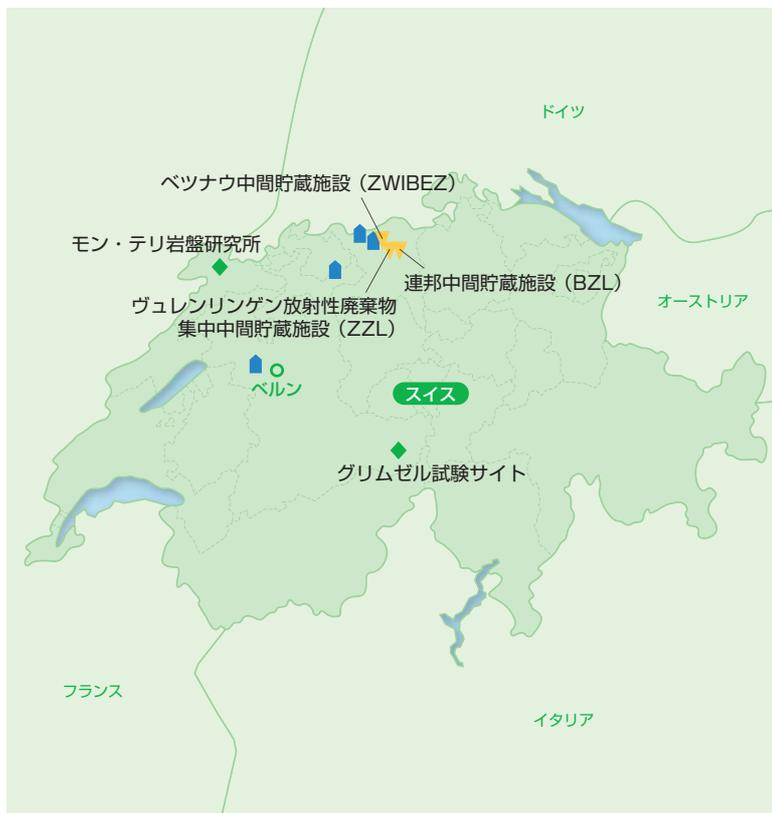 ドイツ
ベツナウ中間貯蔵施設（ZWIBEZ）
モン・テリ岩盤研究所
連邦中間貯蔵施設（BZL）
オーストリア
ヴュレンリンゲン放射性廃棄物
集中中間貯蔵施設（ZZL）
ベルン
スイス
グリムゼル試験サイト
フランス
イタリア